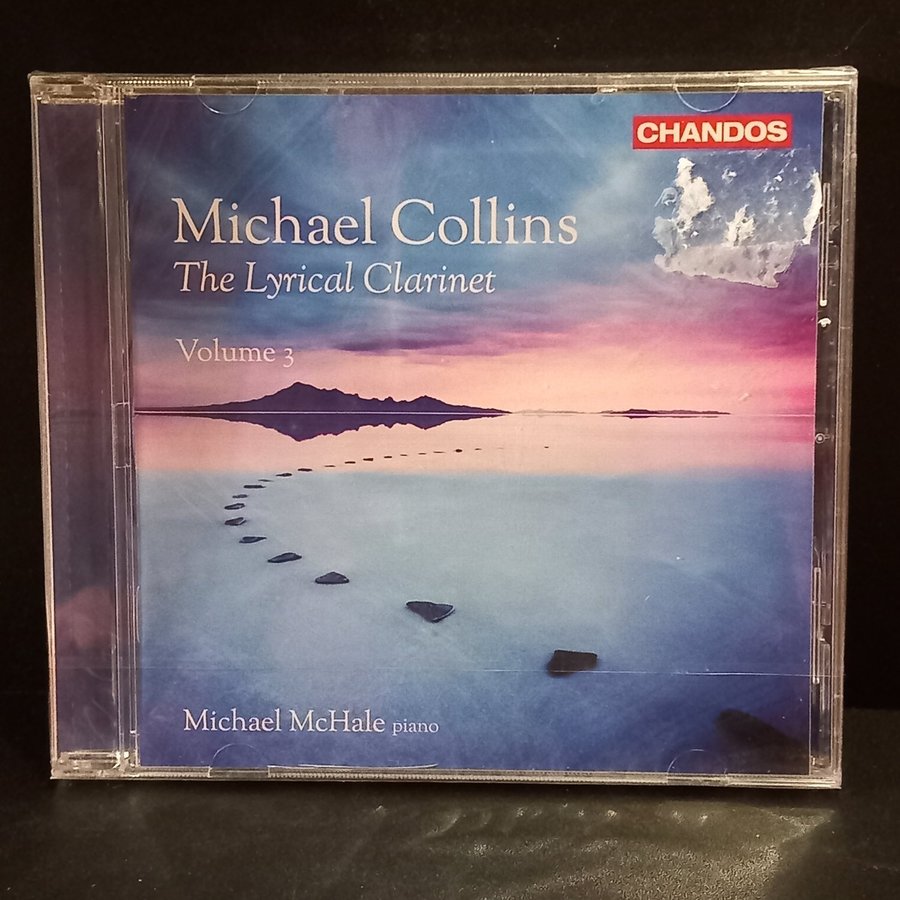 CHANDOS
Michael Collins
The Lyrical Clarinet
Volume 3
Michael McHale piano